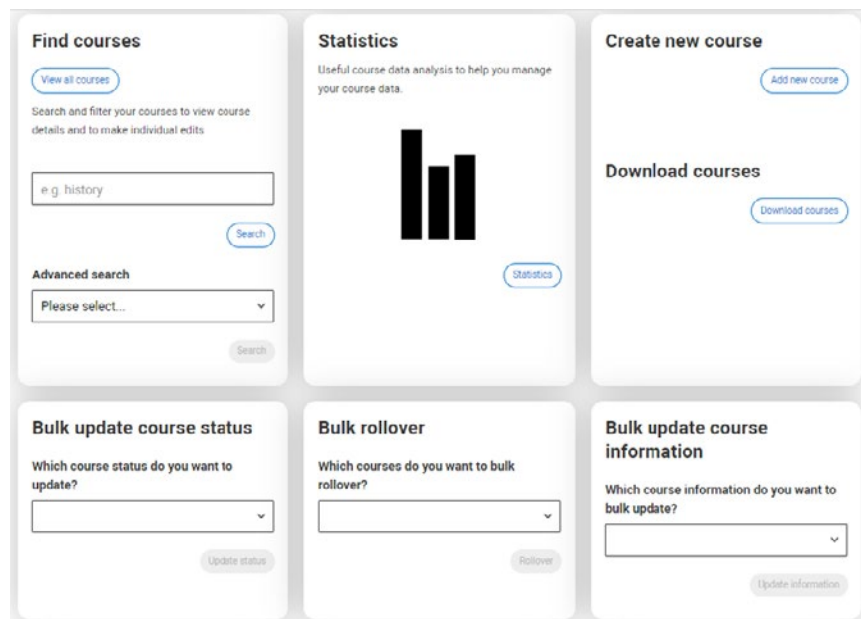 Find courses
View all courses
Search and filter your courses to view course
details and to make individual edits
e.g. history
Search
Advanced search
Please select...
Search
Statistics
Useful course data analysis to help you manage
your course data.
Statistics
Create new course
Add new course
Download courses
Download courses
Bulk update course status
Which course status do you want to
update?
Update status
Bulk rollover
Which courses do you want to bulk
rollover?
Rollover
Bulk update course
information
Which course information do you want to
bulk update?
Update information